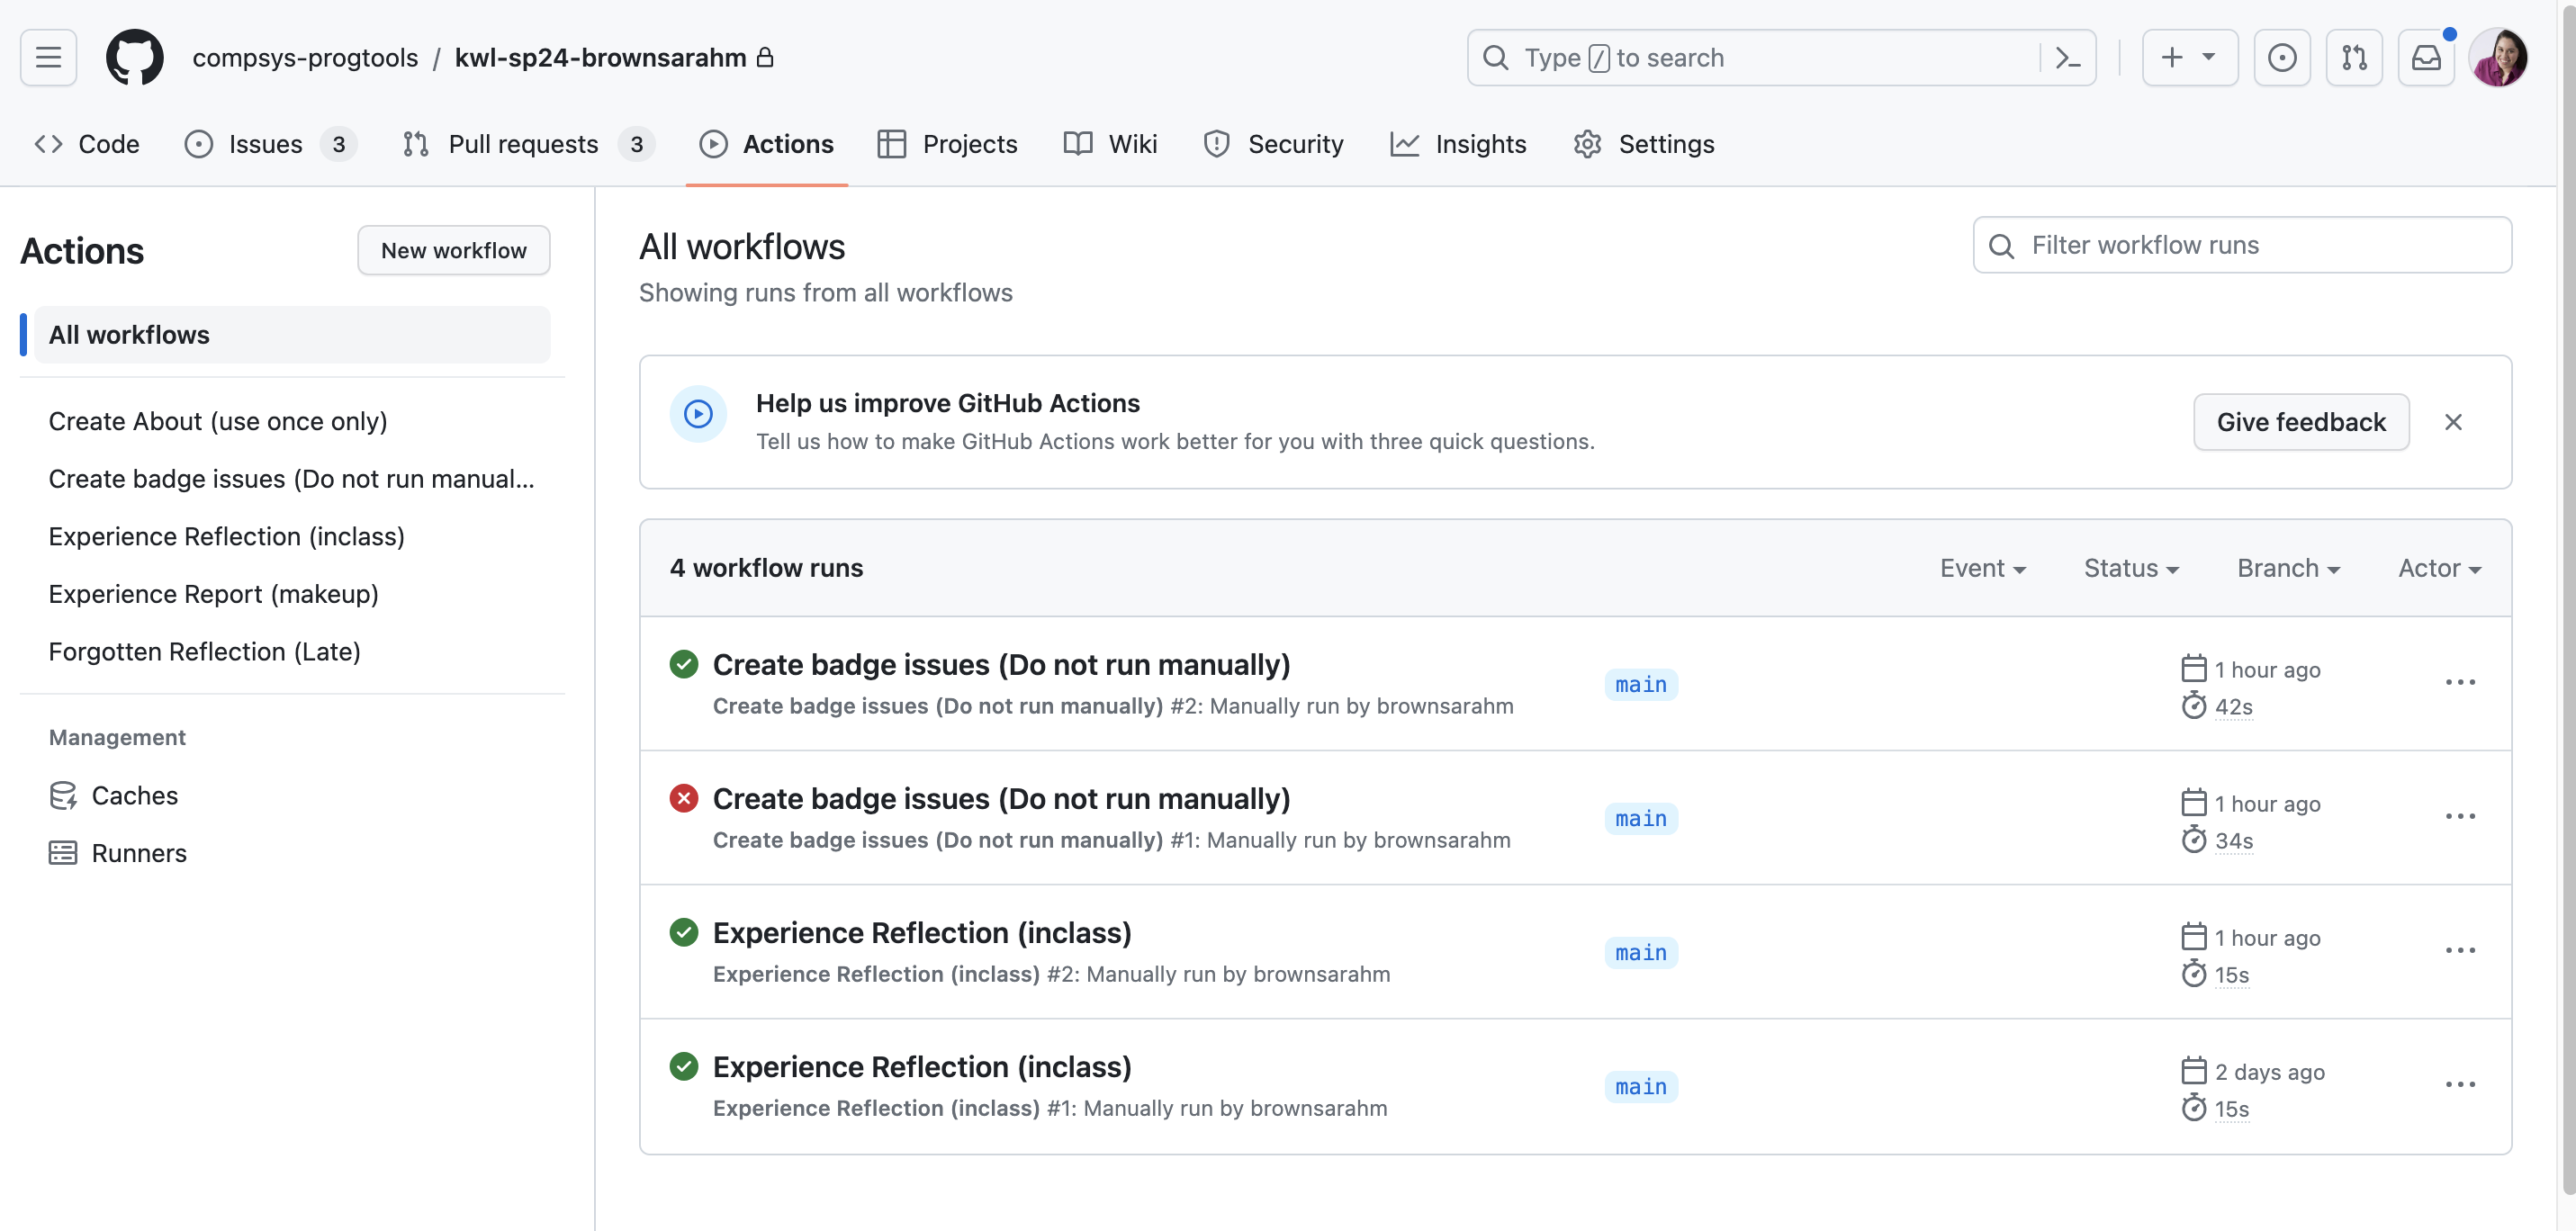 compsys-progtools / kwl-sp24-brownsarahm
Type / to search
Code
Issues 3
Pull requests 3
Actions
Projects
Wiki
Security
Insights
Settings
Actions
New workflow
All workflows
Create About (use once only)
Create badge issues (Do not run manual...
Experience Reflection (inclass)
Experience Report (makeup)
Forgotten Reflection (Late)
Management
Caches
Runners
All workflows
Showing runs from all workflows
Filter workflow runs
Help us improve GitHub Actions
Tell us how to make GitHub Actions work better for you with three quick questions.
Give feedback
4 workflow runs
Event
Status
Branch
Actor
Create badge issues (Do not run manually)
Create badge issues (Do not run manually) #2: Manually run by brownsarahm
main
1 hour ago
42s
Create badge issues (Do not run manually)
Create badge issues (Do not run manually) #1: Manually run by brownsarahm
main
1 hour ago
34s
Experience Reflection (inclass)
Experience Reflection (inclass) #2: Manually run by brownsarahm
main
1 hour ago
15s
Experience Reflection (inclass)
Experience Reflection (inclass) #1: Manually run by brownsarahm
main
2 days ago
15s